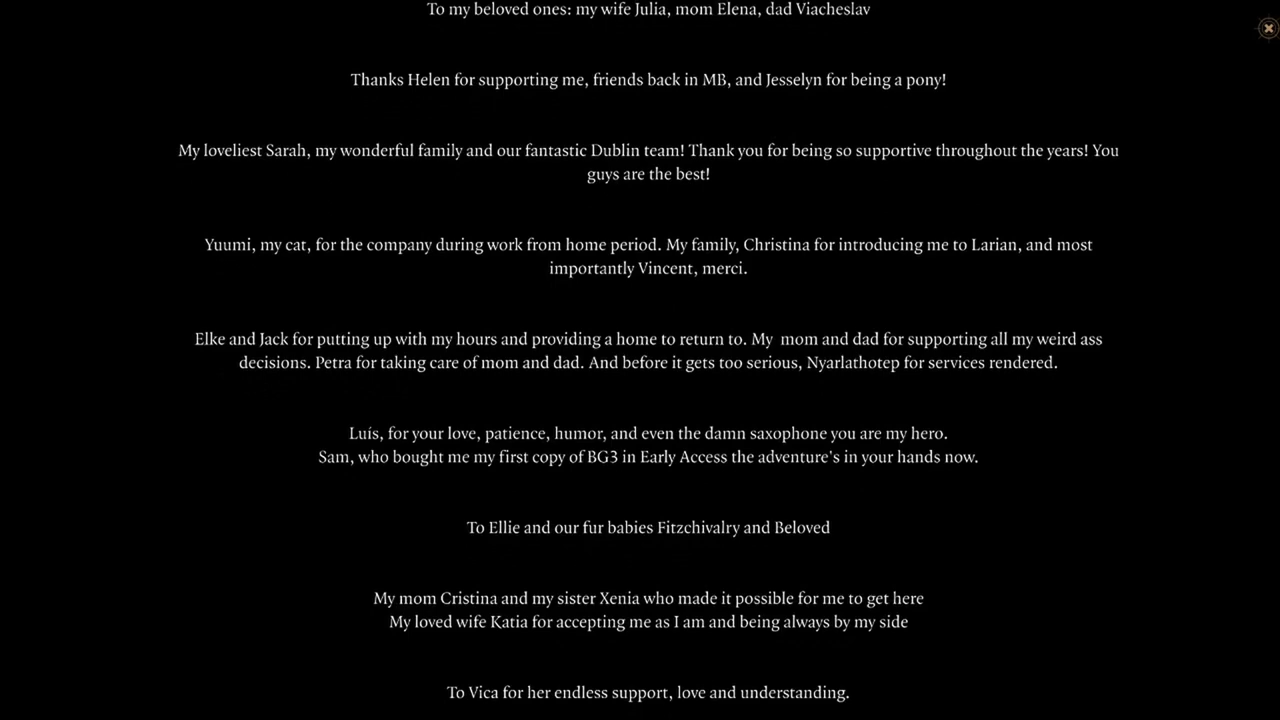 To my beloved ones: my wife Julia, mom Elena, dad Viacheslav
Thanks Helen for supporting me, friends back in MB, and Jesselyn for being a pony!
My loveliest Sarah, my wonderful family and our fantastic Dublin team! Thank you for being so supportive throughout the years! You
guys are the best!
Yuumi, my cat, for the company during work from home period. My family, Christina for introducing me to Larian, and most
importantly Vincent, merci.
Elke and Jack for putting up with my hours and providing a home to return to. My  mom and dad for supporting all my weird ass
decisions. Petra for taking care of mom and dad. And before it gets too serious, Nyarlathotep for services rendered.
Luís, for your love, patience, humor, and even the damn saxophone you are my hero.
Sam, who bought me my first copy of BG3 in Early Access the adventure's in your hands now.
To Ellie and our fur babies Fitzchivalry and Beloved
My mom Cristina and my sister Xenia who made it possible for me to get here
My loved wife Katia for accepting me as I am and being always by my side
To Vica for her endless support, love and understanding.